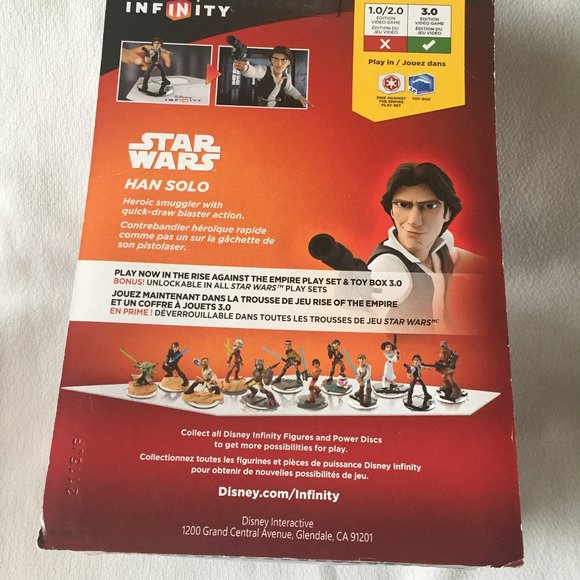 INFINITY
1.0/2.0
EDITION
VIDEO GAME
ÉDITION DU
JEU VIDÉO
3.0
EDITION
VIDEO GAME
ÉDITION DU
JEU VIDÉO
Play in / Jouez dans
RISE AGAINST
THE EMPIRE
PLAY SET
3.0
TOY BOX
INFINITY
STAR
WARS
HAN SOLO
Heroic smuggler with
quick-draw blaster action.
Contrebandier héroïque rapide
comme pas un sur la gâchette de
son pistolaser.
PLAY NOW IN THE RISE AGAINST THE EMPIRE PLAY SET & TOY BOX 3.0
BONUS! UNLOCKABLE IN ALL STAR WARS™ PLAY SETS
JOUEZ MAINTENANT DANS LA TROUSSE DE JEU RISE OF THE EMPIRE
ET UN COFFRE À JOUETS 3.0
EN PRIME ! DÉVERROUILLABLE DANS TOUTES LES TROUSSES DE JEU STAR WARS MC
Collect all Disney Infinity Figures and Power Discs
to get more possibilities for play.
Collectionnez toutes les figurines et pièces de puissance Disney Infinity
pour obtenir de nouvelles possibilités de jeu.
Disney.com/Infinity
Disney Interactive
1200 Grand Central Avenue, Glendale, CA 91201